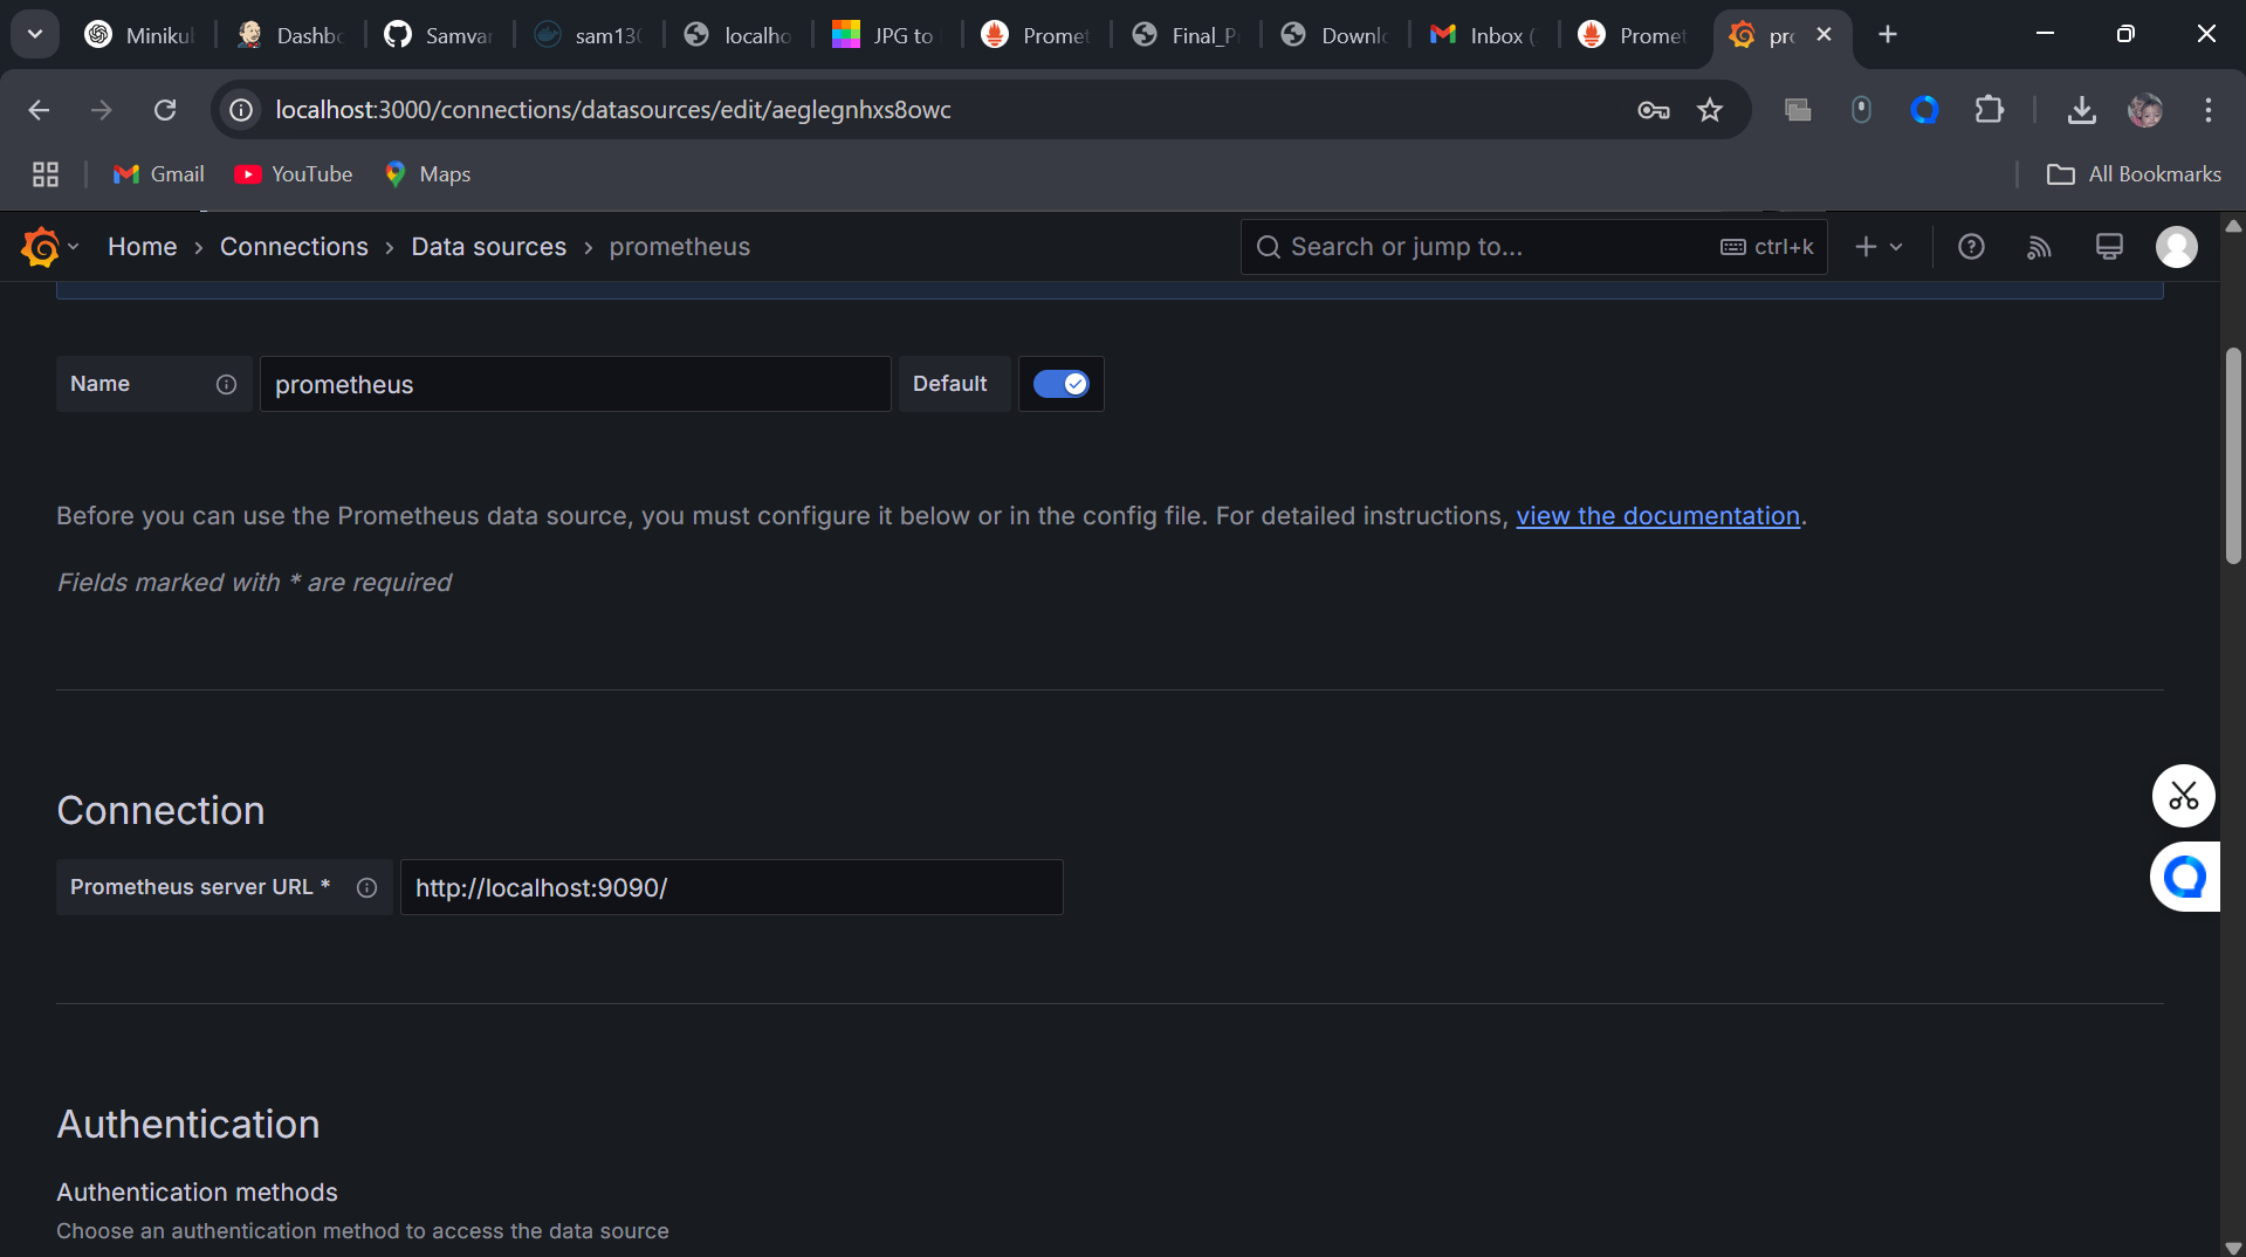 Miniku Dashbo Samvar sam130 localho JPG to Promet Final_P Downlo Inbox ( Promet pro
localhost:3000/connections/datasources/edit/aeglegnhxs8owc
Gmail YouTube Maps All Bookmarks
Home › Connections › Data sources › prometheus Search or jump to... ctrl+k
Name prometheus Default
Before you can use the Prometheus data source, you must configure it below or in the config file. For detailed instructions, view the documentation.
Fields marked with * are required
Connection
Prometheus server URL * http://localhost:9090/
Authentication
Authentication methods
Choose an authentication method to access the data source